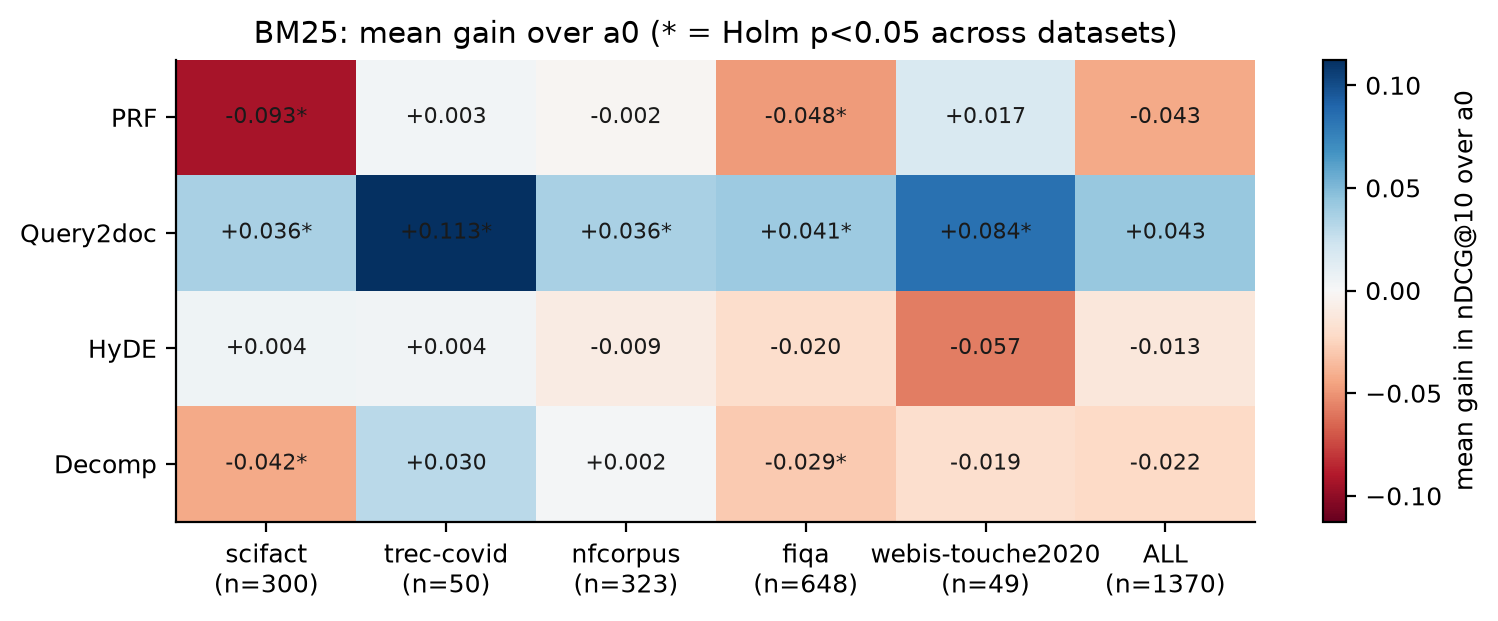 BM25: mean gain over a0 (* = Holm p<0.05 across datasets)
PRF -0.093* +0.003 -0.002 -0.048* +0.017 -0.043
Query2doc +0.036* +0.113* +0.036* +0.041* +0.084* +0.043
HyDE +0.004 +0.004 -0.009 -0.020 -0.057 -0.013
Decomp -0.042* +0.030 +0.002 -0.029* -0.019 -0.022
scifact trec-covid nfcorpus fiqa webis-touche2020 ALL
(n=300) (n=50) (n=323) (n=648) (n=49) (n=1370)
0.10
0.05
0.00
−0.05
−0.10
mean gain in nDCG@10 over a0